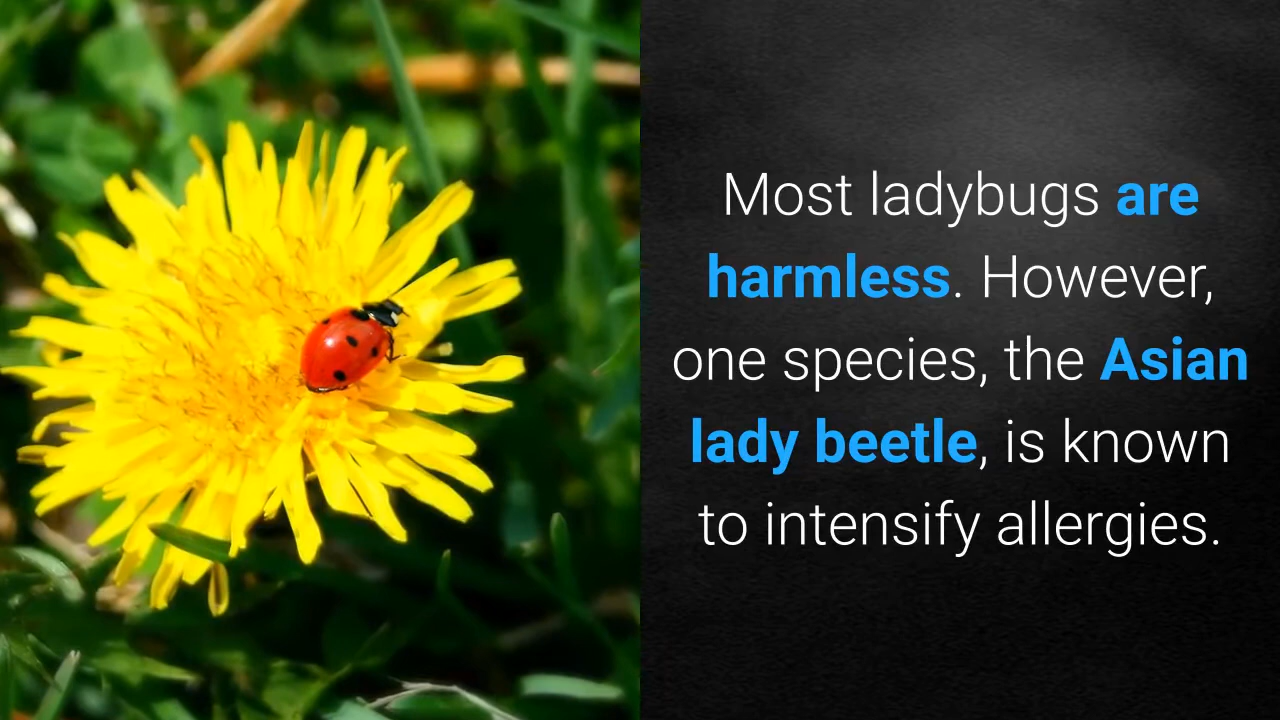 Most ladybugs are
harmless. However,
one species, the Asian
lady beetle, is known
to intensify allergies.